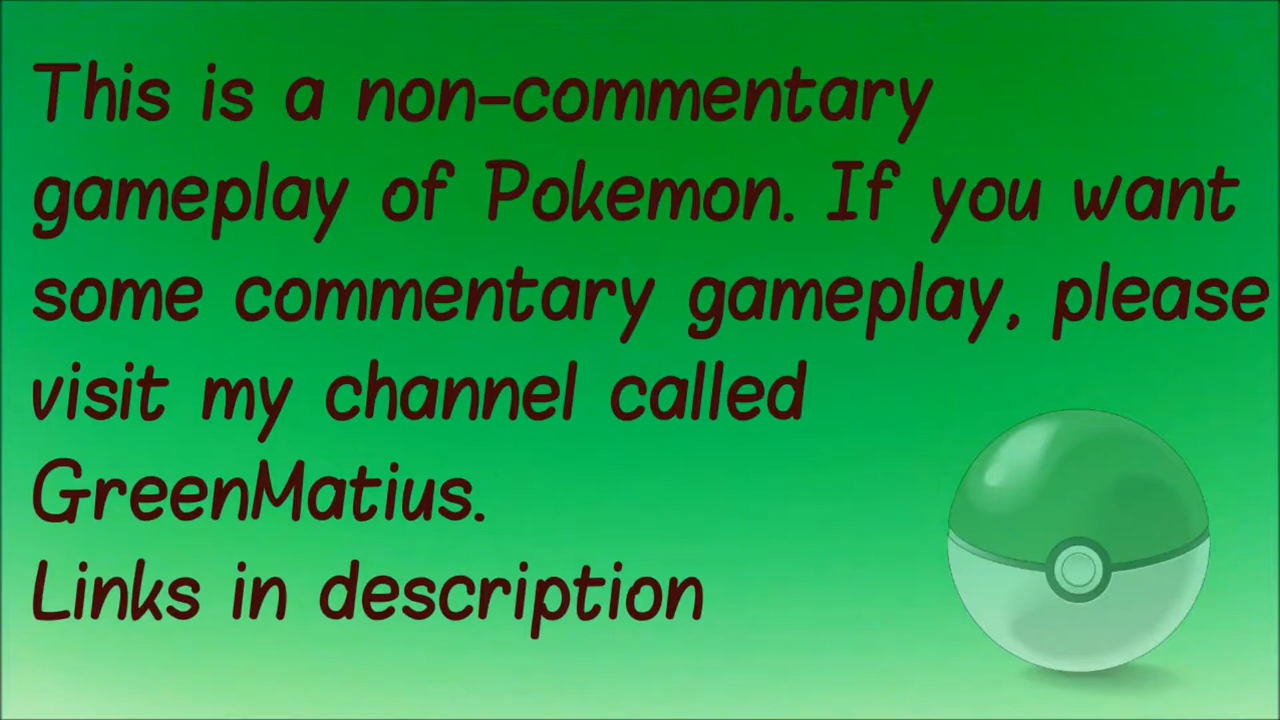 This is a non-commentary
gameplay of Pokemon. If you want
some commentary gameplay, please
visit my channel called
GreenMatius.
Links in description